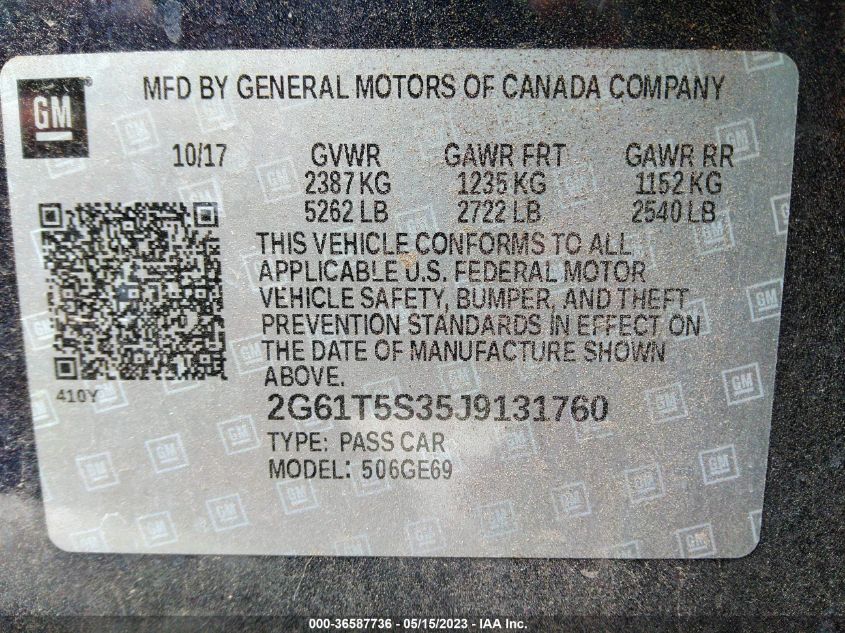 GM
MFD BY GENERAL MOTORS OF CANADA COMPANY
10/17 GVWR GAWR FRT GAWR RR
2387 KG 1235 KG 1152 KG
5262 LB 2722 LB 2540 LB
THIS VEHICLE CONFORMS TO ALL
APPLICABLE U.S. FEDERAL MOTOR
VEHICLE SAFETY, BUMPER, AND THEFT
PREVENTION STANDARDS IN EFFECT ON
THE DATE OF MANUFACTURE SHOWN
ABOVE.
410Y
2G61T5S35J9131760
TYPE: PASS CAR
MODEL: 506GE69
000-36587736 - 05/15/2023 - IAA Inc.